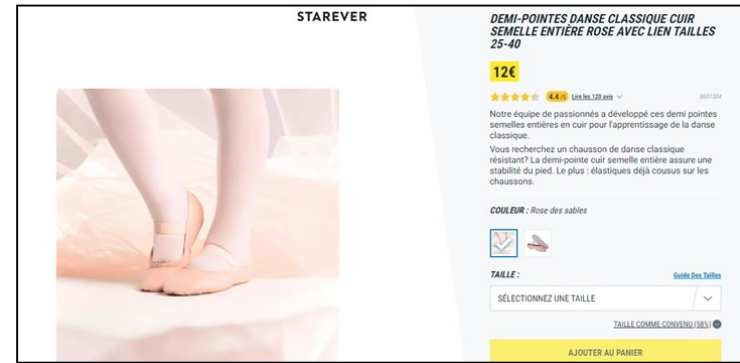 STAREVER
DEMI-POINTES DANSE CLASSIQUE CUIR
SEMELLE ENTIÈRE ROSE AVEC LIEN TAILLES
25-40
12€
4.4 /5 Lire les 120 avis
Notre équipe de passionnés a développé ces demi pointes
semelles entières en cuir pour l'apprentissage de la danse
classique.
Vous recherchez un chausson de danse classique
résistant? La demi-pointe cuir semelle entière assure une
stabilité du pied. Le plus : élastiques déjà cousus sur les
chaussons.
COULEUR : Rose des sables
TAILLE :
Guide Des Tailles
SÉLECTIONNEZ UNE TAILLE
TAILLE COMME CONVENU (58%)
AJOUTER AU PANIER